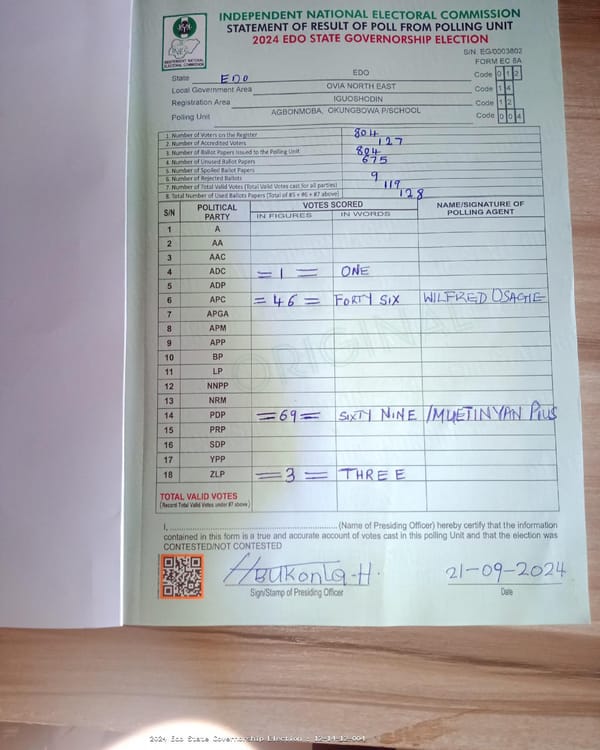 INDEPENDENT NATIONAL ELECTORAL COMMISSION
STATEMENT OF RESULT OF POLL FROM POLLING UNIT
2024 EDO STATE GOVERNORSHIP ELECTION
INDEPENDENT NATIONAL ELECTORAL COMMISSION
S/N. EG/0003802
FORM EC 8A
State EDO EDO Code 0 1 2
Local Government Area OVIA NORTH EAST Code 1 4
Registration Area IGUOSHODIN Code 1 2
Polling Unit AGBONMOBA, OKUNGBOWA P/SCHOOL Code 0 0 4
1. Number of Voters on the Register 804
2. Number of Accredited Voters 127
3. Number of Ballot Papers Issued to the Polling Unit 804
4. Number of Unused Ballot Papers 675
5. Number of Spoiled Ballot Papers
6. Number of Rejected Ballots 9
7. Number of Total Valid Votes (Total Valid Votes cast for all parties) 119
8. Total Number of Used Ballots Papers (Total of #5 + #6 + #7 above) 128
S/N POLITICAL PARTY VOTES SCORED NAME/SIGNATURE OF POLLING AGENT
IN FIGURES IN WORDS
1 A
2 AA
3 AAC
4 ADC =1= ONE
5 ADP
6 APC =46= FORTY SIX WILFRED OSAGIE
7 APGA
8 APM
9 APP
10 BP
11 LP
12 NNPP
13 NRM
14 PDP =69= SIXTY NINE PIUS
15 PRP
16 SDP
17 YPP
18 ZLP =3= THREE
ORIGINAL
TOTAL VALID VOTES
(Record Total Valid Votes under #7 above)
I, (Name of Presiding Officer) hereby certify that the information
contained in this form is a true and accurate account of votes cast in this polling Unit and that the election was
CONTESTED/NOT CONTESTED
21-09-2024
Sign/Stamp of Presiding Officer Date
2024 Edo State Governorship Election - 12-14-12-004